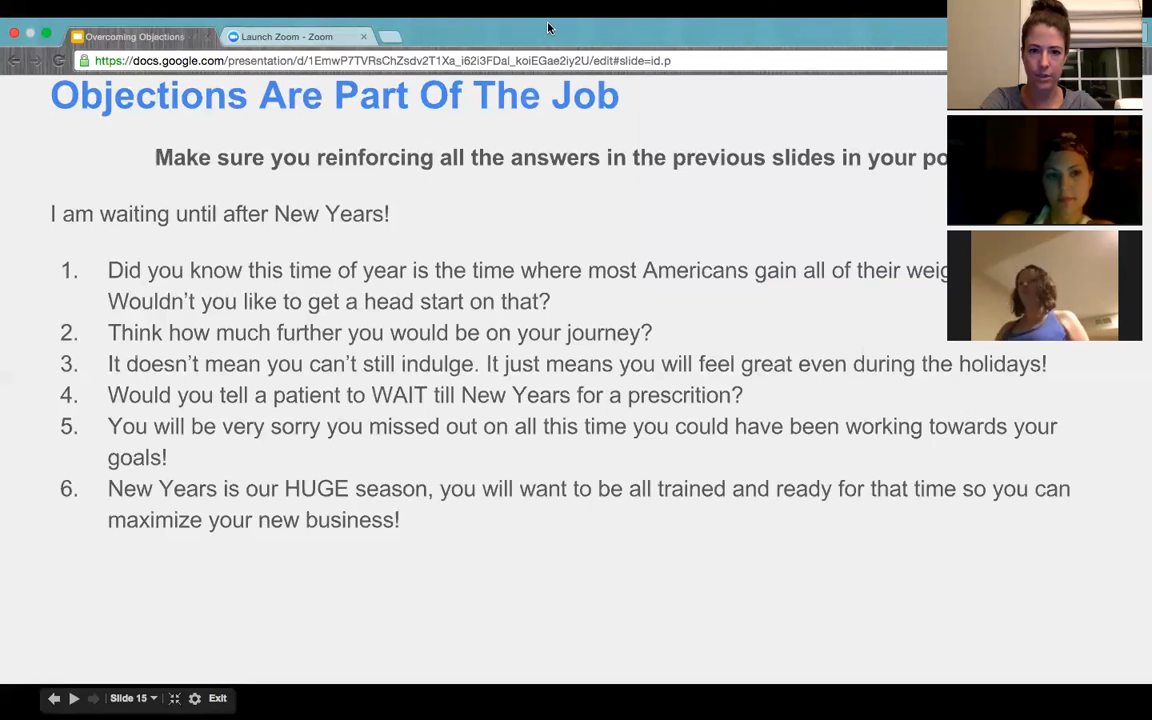 Overcoming Objections
Launch Zoom - Zoom
https://docs.google.com/presentation/d/1EmwP7TVRsChZsdv2T1Xa_i62i3FDal_koiEGae2iy2U/edit#slide=id.p
Objections Are Part Of The Job
Make sure you reinforcing all the answers in the previous slides in your
I am waiting until after New Years!
1. Did you know this time of year is the time where most Americans gain all of their
Wouldn't you like to get a head start on that?
2. Think how much further you would be on your journey?
3. It doesn't mean you can't still indulge. It just means you will feel great even during the holidays!
4. Would you tell a patient to WAIT till New Years for a prescrition?
5. You will be very sorry you missed out on all this time you could have been working towards your
goals!
6. New Years is our HUGE season, you will want to be all trained and ready for that time so you can
maximize your new business!
Slide 15
Exit